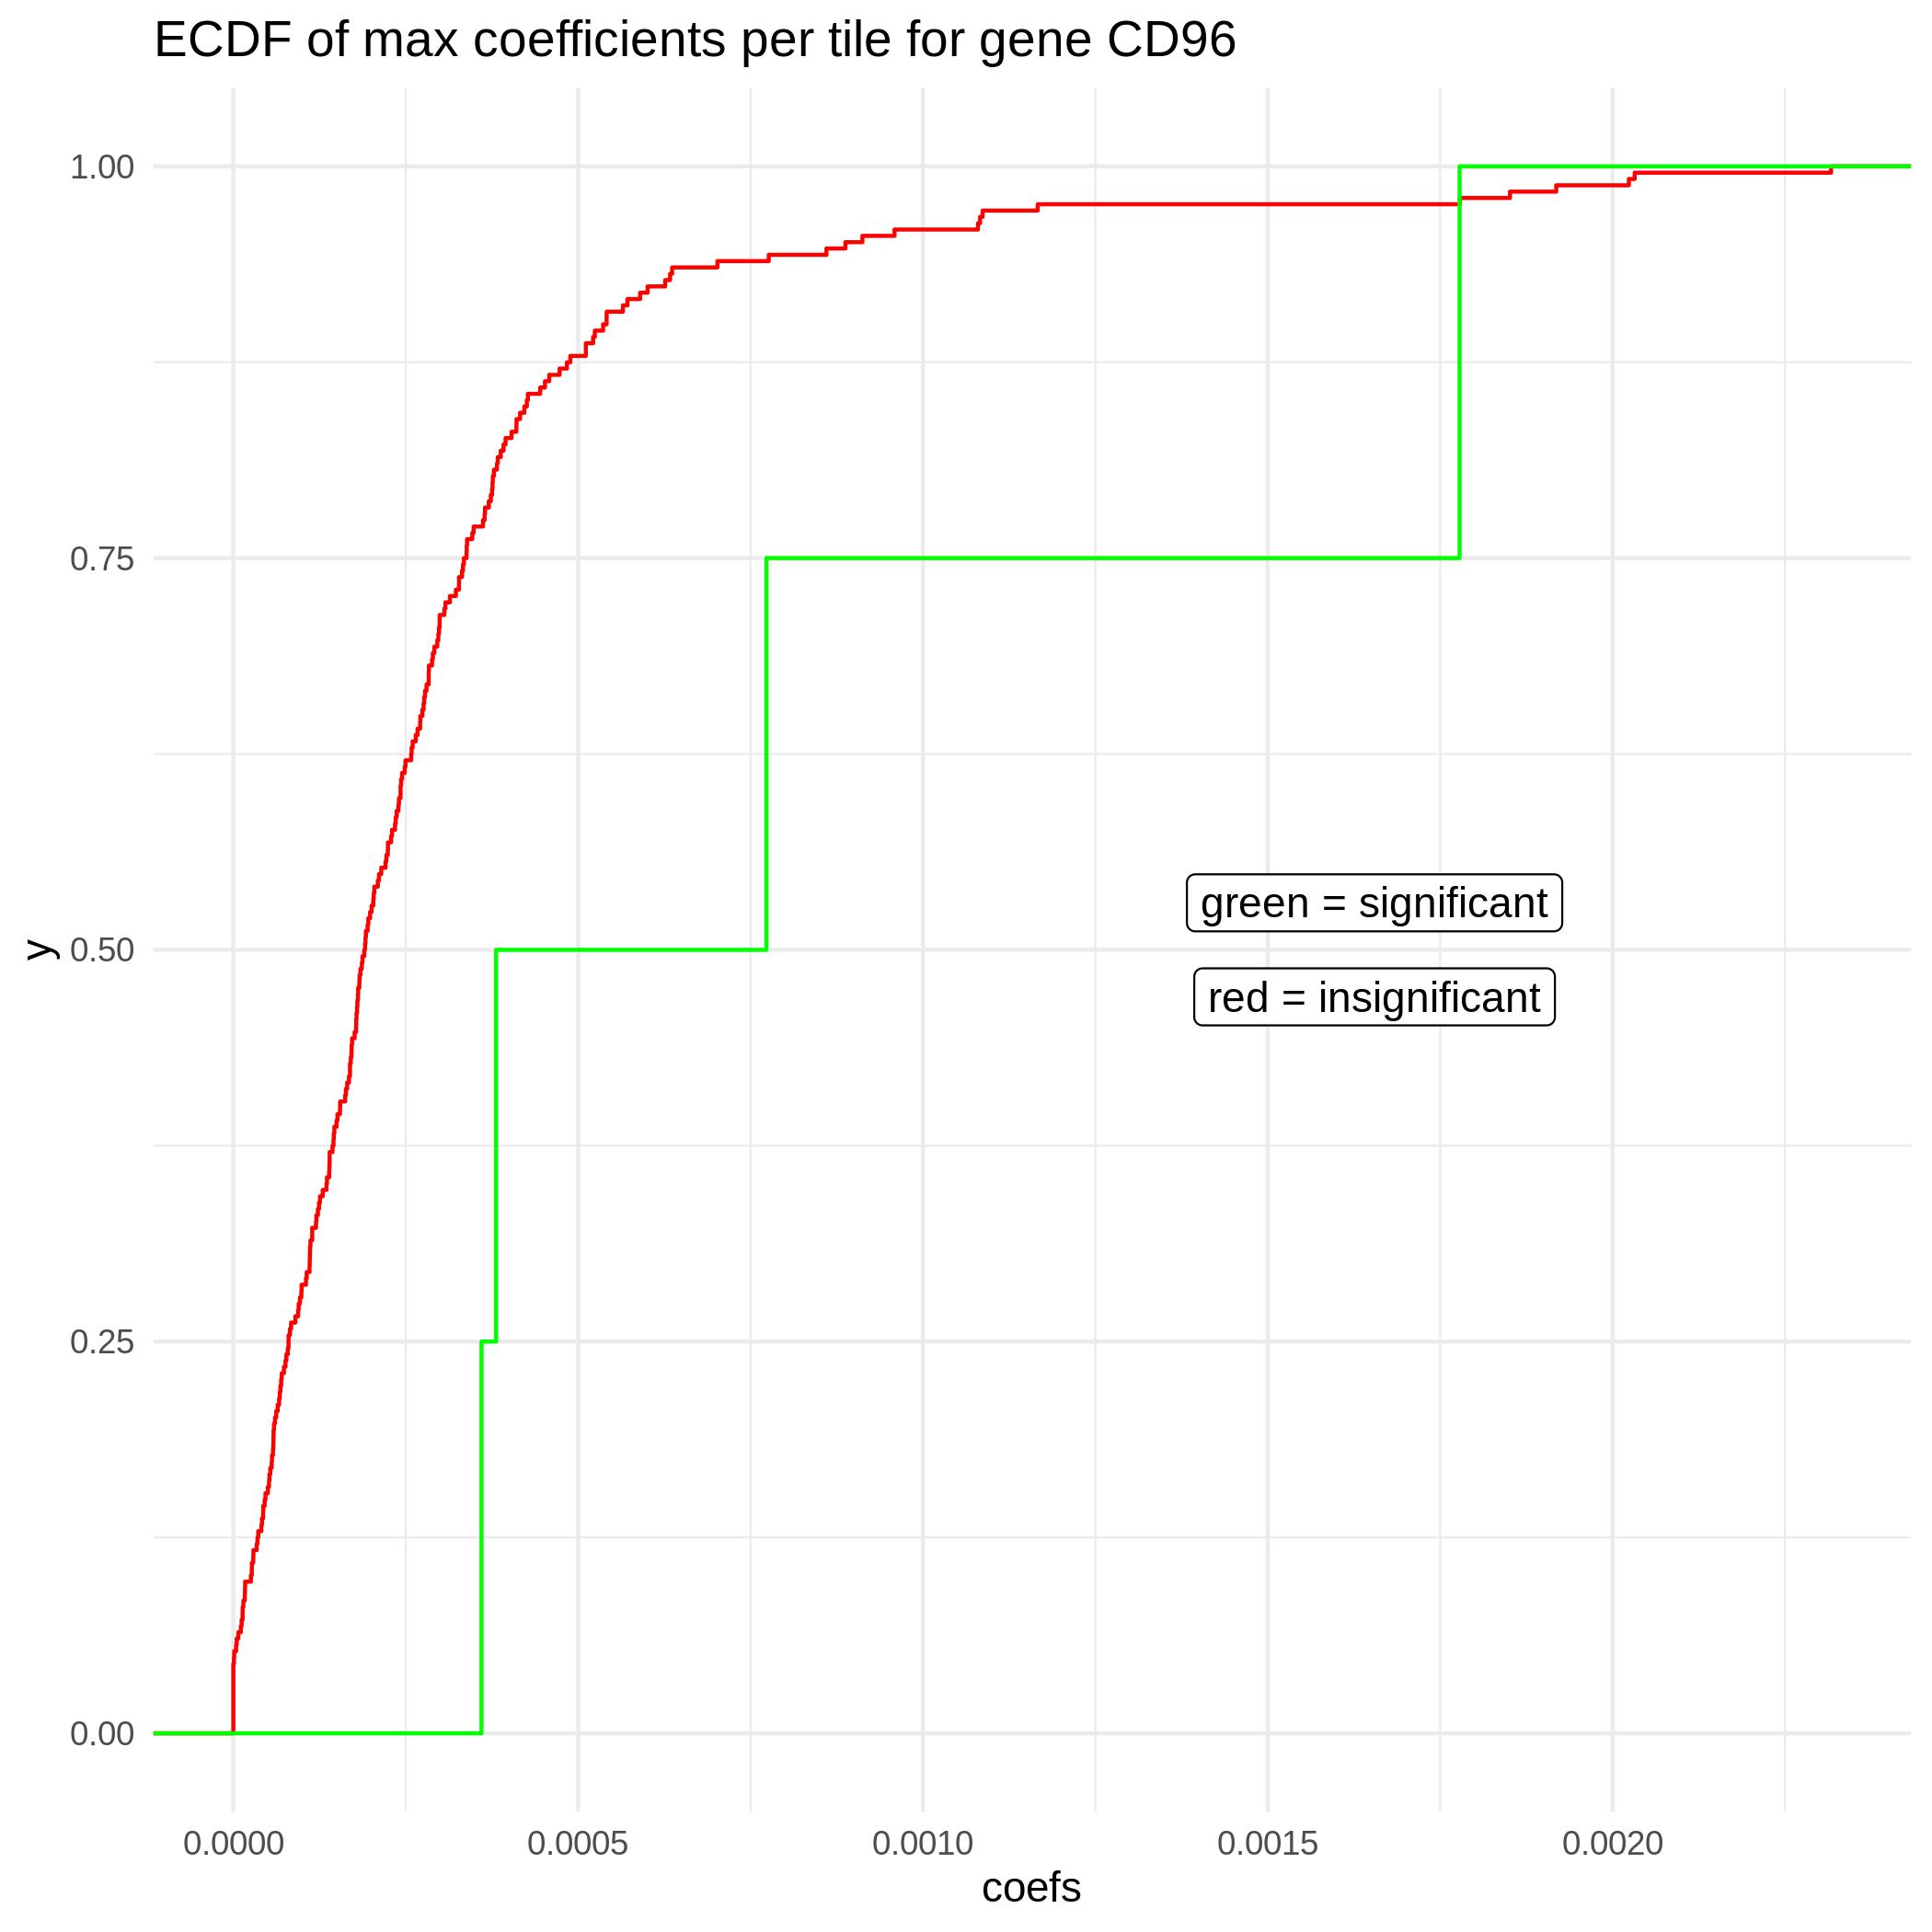 ECDF of max coefficients per tile for gene CD96
1.00
0.75
green = significant
y
0.50
red = insignificant
0.25
0.00
0.0000 0.0005 0.0010 0.0015 0.0020
coefs